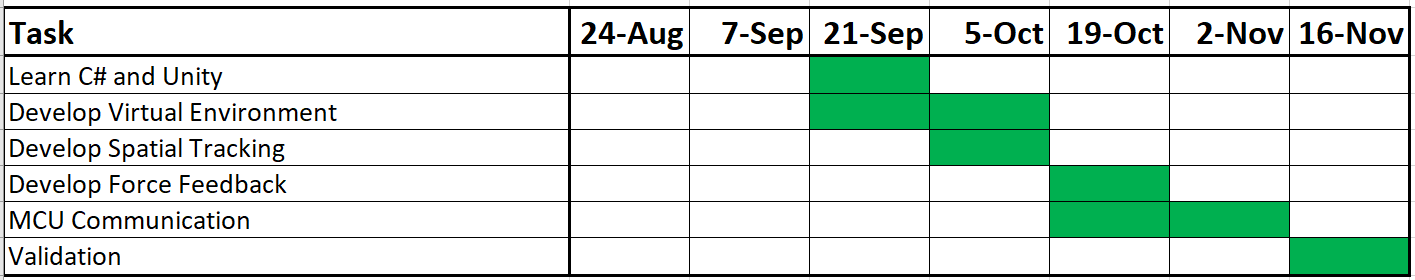 Task 24-Aug 7-Sep 21-Sep 5-Oct 19-Oct 2-Nov 16-Nov
Learn C# and Unity
Develop Virtual Environment
Develop Spatial Tracking
Develop Force Feedback
MCU Communication
Validation